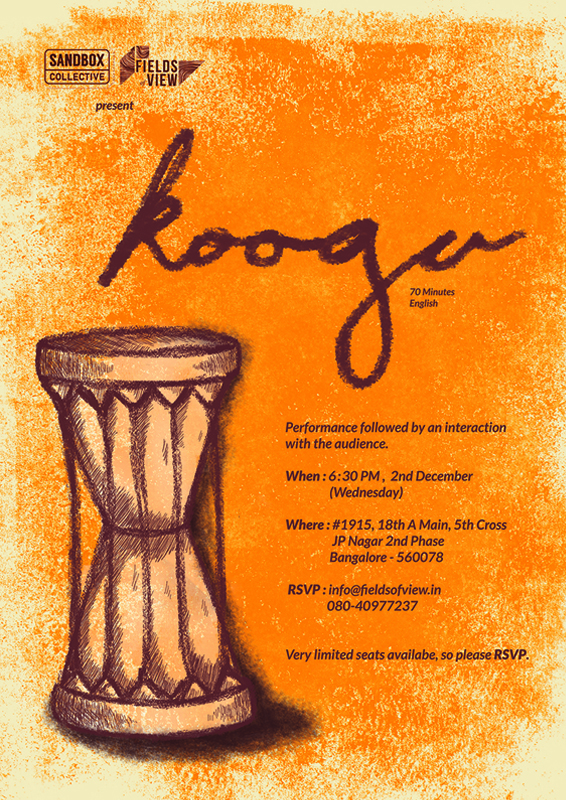 SANDBOX
COLLECTIVE
FIELDS
OF VIEW
present
koogu
70 Minutes
English
Performance followed by an interaction
with the audience.
When : 6:30 PM , 2nd December
(Wednesday)
Where : #1915, 18th A Main, 5th Cross
JP Nagar 2nd Phase
Bangalore - 560078
RSVP : info@fieldsofview.in
080-40977237
Very limited seats availabe, so please RSVP.